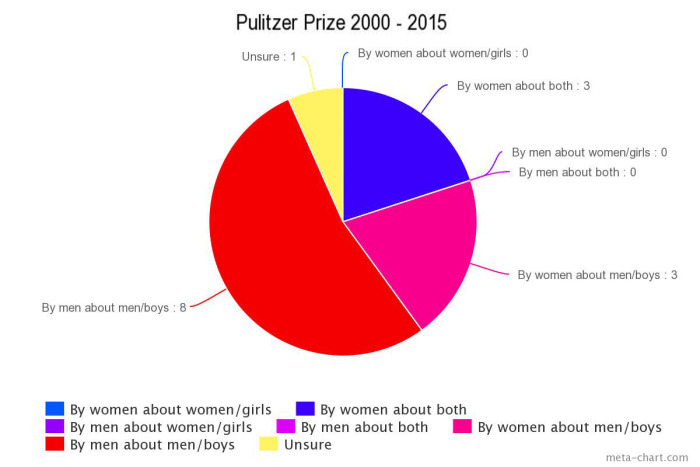 Pulitzer Prize 2000 - 2015
Unsure : 1
By women about women/girls : 0
By women about both : 3
By men about women/girls : 0
By men about both : 0
By women about men/boys : 3
By men about men/boys : 8
By women about women/girls By women about both
By men about women/girls By men about both By women about men/boys
By men about men/boys Unsure
meta-chart.com